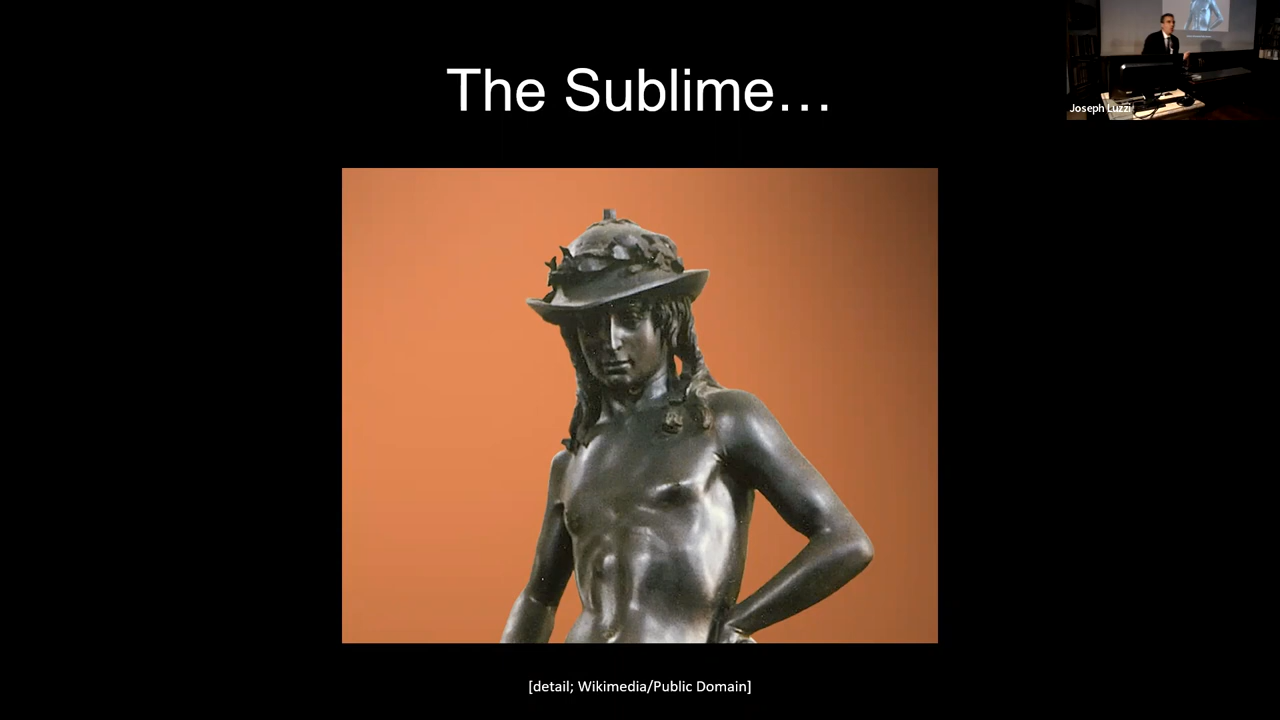 The Sublime…
Joseph Luzzi
[detail; Wikimedia/Public Domain]